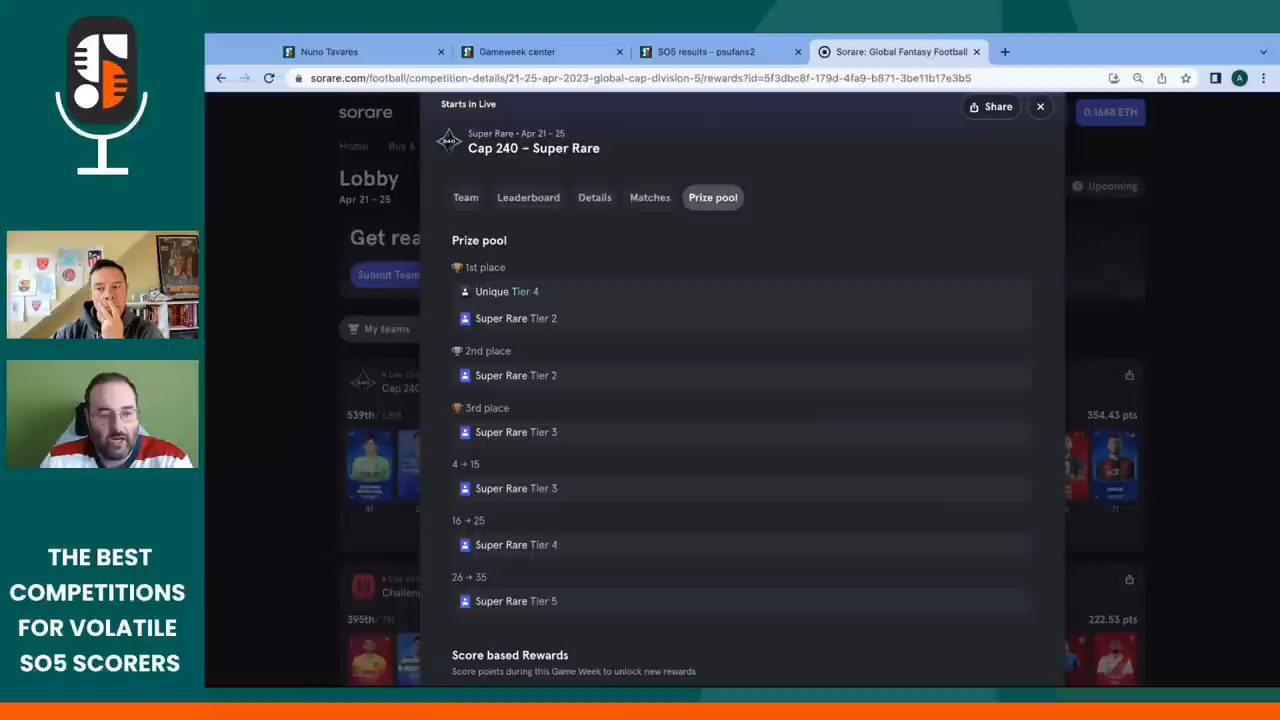 Nuno Tavares
Gameweek center
SO5 results - psufans2
Sorare: Global Fantasy Football
sorare.com/football/competition-details/21-25-apr-2023-global-cap-division-5/rewards?id=5f3dbc8f-179d-4fa9-b871-3be11b17e3b5
A
Starts in Live
Share
sorare
0.1688 ETH
Super Rare • Apr 21 – 25
Cap 240 – Super Rare
240
Home
Buy &
Lobby
Apr 21 – 25
Upcoming
Team
Leaderboard
Details
Matches
Prize pool
Get rea
Submit Team
My teams
Prize pool
1st place
Unique Tier 4
Super Rare Tier 2
2nd place
Super Rare Tier 2
3rd place
Super Rare Tier 3
4 → 15
Super Rare Tier 3
16 → 25
Super Rare Tier 4
26 → 35
Super Rare Tier 5
Score based Rewards
Score points during this Game Week to unlock new rewards
Cap 240
539th
354.43 pts
47
71
Challeng
395th
222.53 pts
THE BEST
COMPETITIONS
FOR VOLATILE
SO5 SCORERS